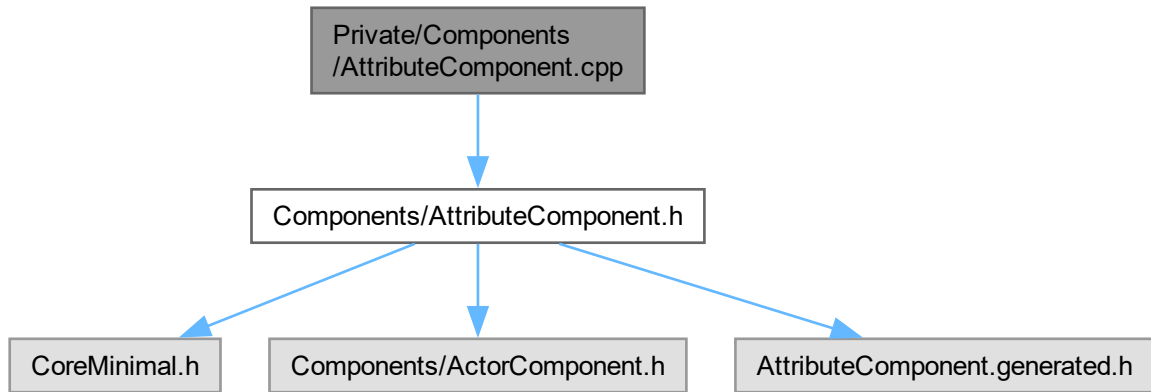 Private/Components
/AttributeComponent.cpp
Components/AttributeComponent.h
CoreMinimal.h
Components/ActorComponent.h
AttributeComponent.generated.h